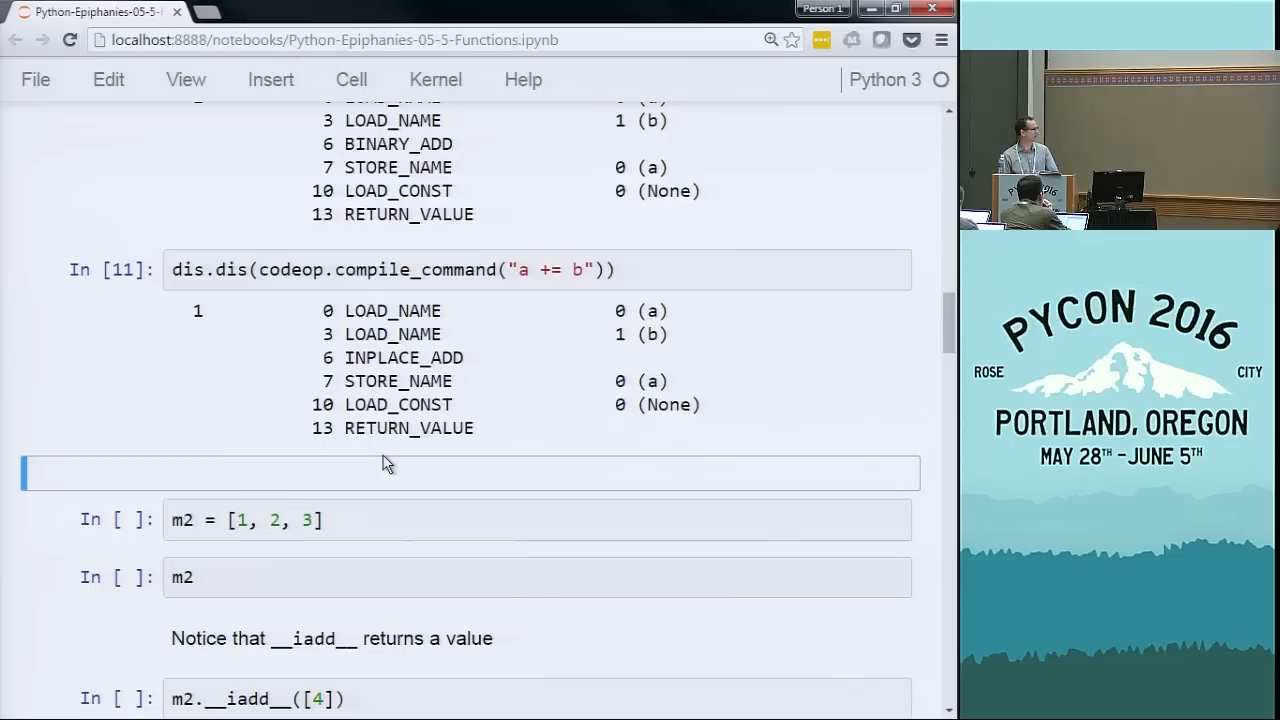 Python-Epiphanies-05-5-
Person 1
localhost:8888/notebooks/Python-Epiphanies-05-5-Functions.ipynb
File Edit View Insert Cell Kernel Help Python 3
3 LOAD_NAME 1 (b)
6 BINARY_ADD
7 STORE_NAME 0 (a)
10 LOAD_CONST 0 (None)
13 RETURN_VALUE
In [11]: dis.dis(codeop.compile_command("a += b"))
1 0 LOAD_NAME 0 (a)
3 LOAD_NAME 1 (b)
6 INPLACE_ADD
7 STORE_NAME 0 (a)
10 LOAD_CONST 0 (None)
13 RETURN_VALUE
In [ ]: m2 = [1, 2, 3]
In [ ]: m2
Notice that __iadd__ returns a value
In [ ]: m2.__iadd__([4])
PYCON 2016
PYCON 2016
ROSE CITY
PORTLAND, OREGON
MAY 28TH - JUNE 5TH